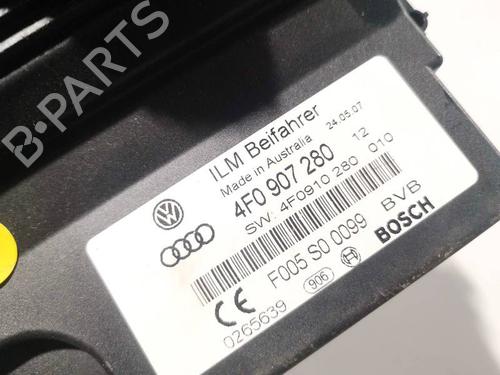 B-PARTS
ILM Beifahrer
Made in Australia 24.05.07
4F0 907 280 12
SW: 4F0910 280 010
F005 S0 0099 BVB
CE 906 BOSCH
0265639